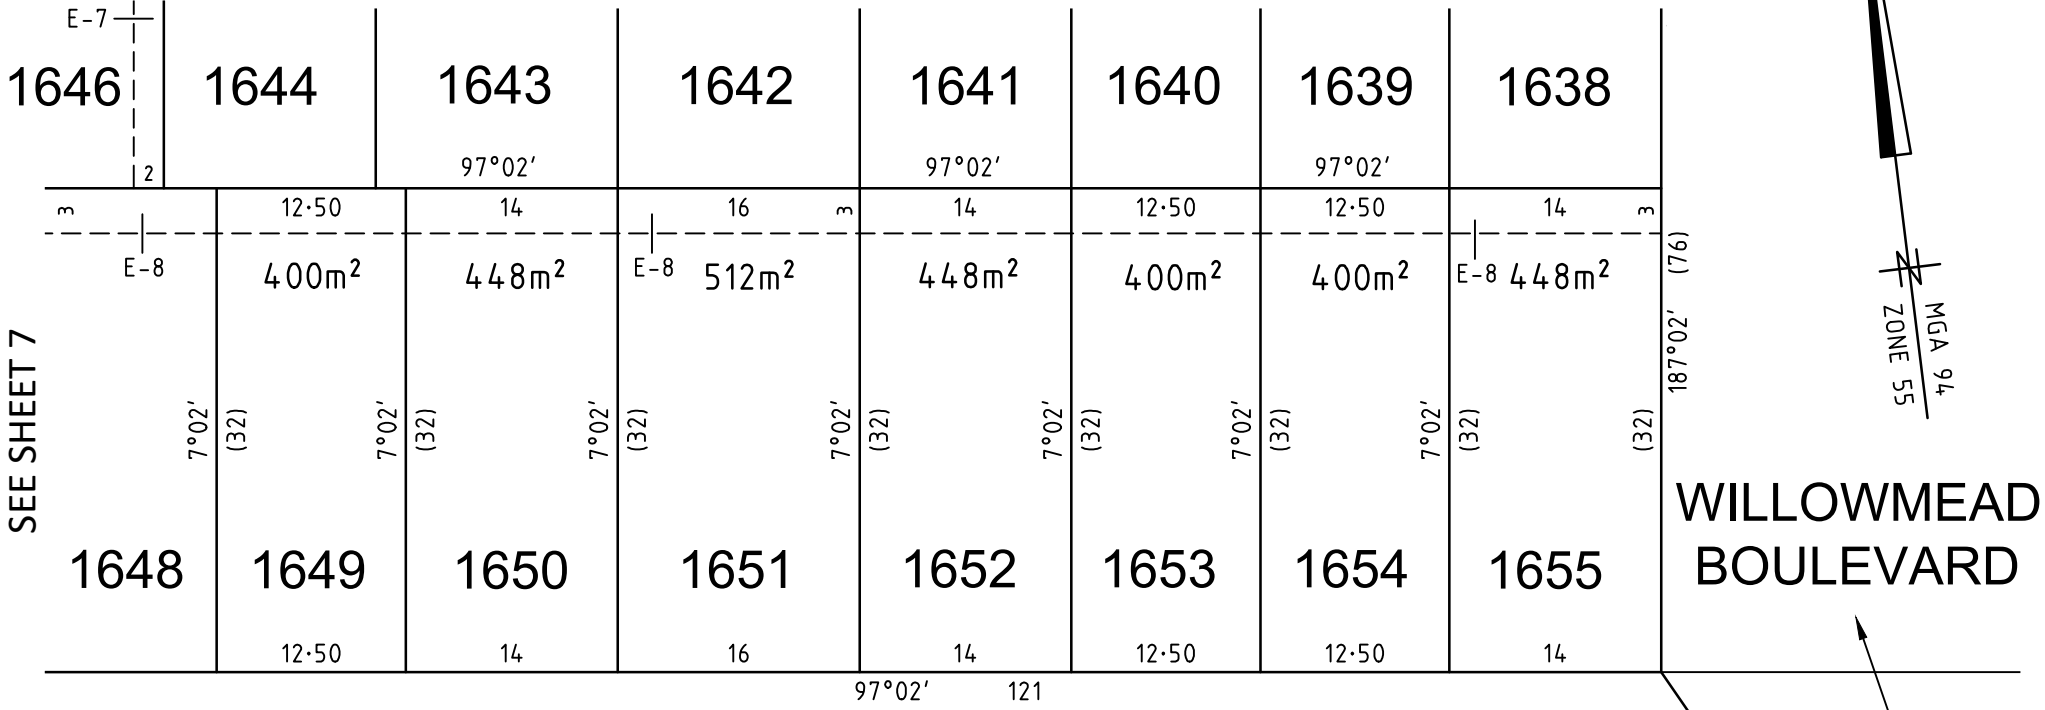 E-7
1646 1644 1643 1642 1641 1640 1639 1638
2 97°02' 97°02' 97°02'
3 12·50 14 16 3 14 12·50 12·50 14 3
E-8 400m² 448m² E-8 512m² 448m² 400m² 400m² E-8 448m²
(76)
187°02'
MGA 94
ZONE 55
SEE SHEET 7
7°02' (32) 7°02' (32) 7°02' (32) 7°02' (32) 7°02' (32) 7°02' (32) 7°02' (32) (32)
WILLOWMEAD
BOULEVARD
1648 1649 1650 1651 1652 1653 1654 1655
12·50 14 16 14 12·50 12·50 14
97°02' 121